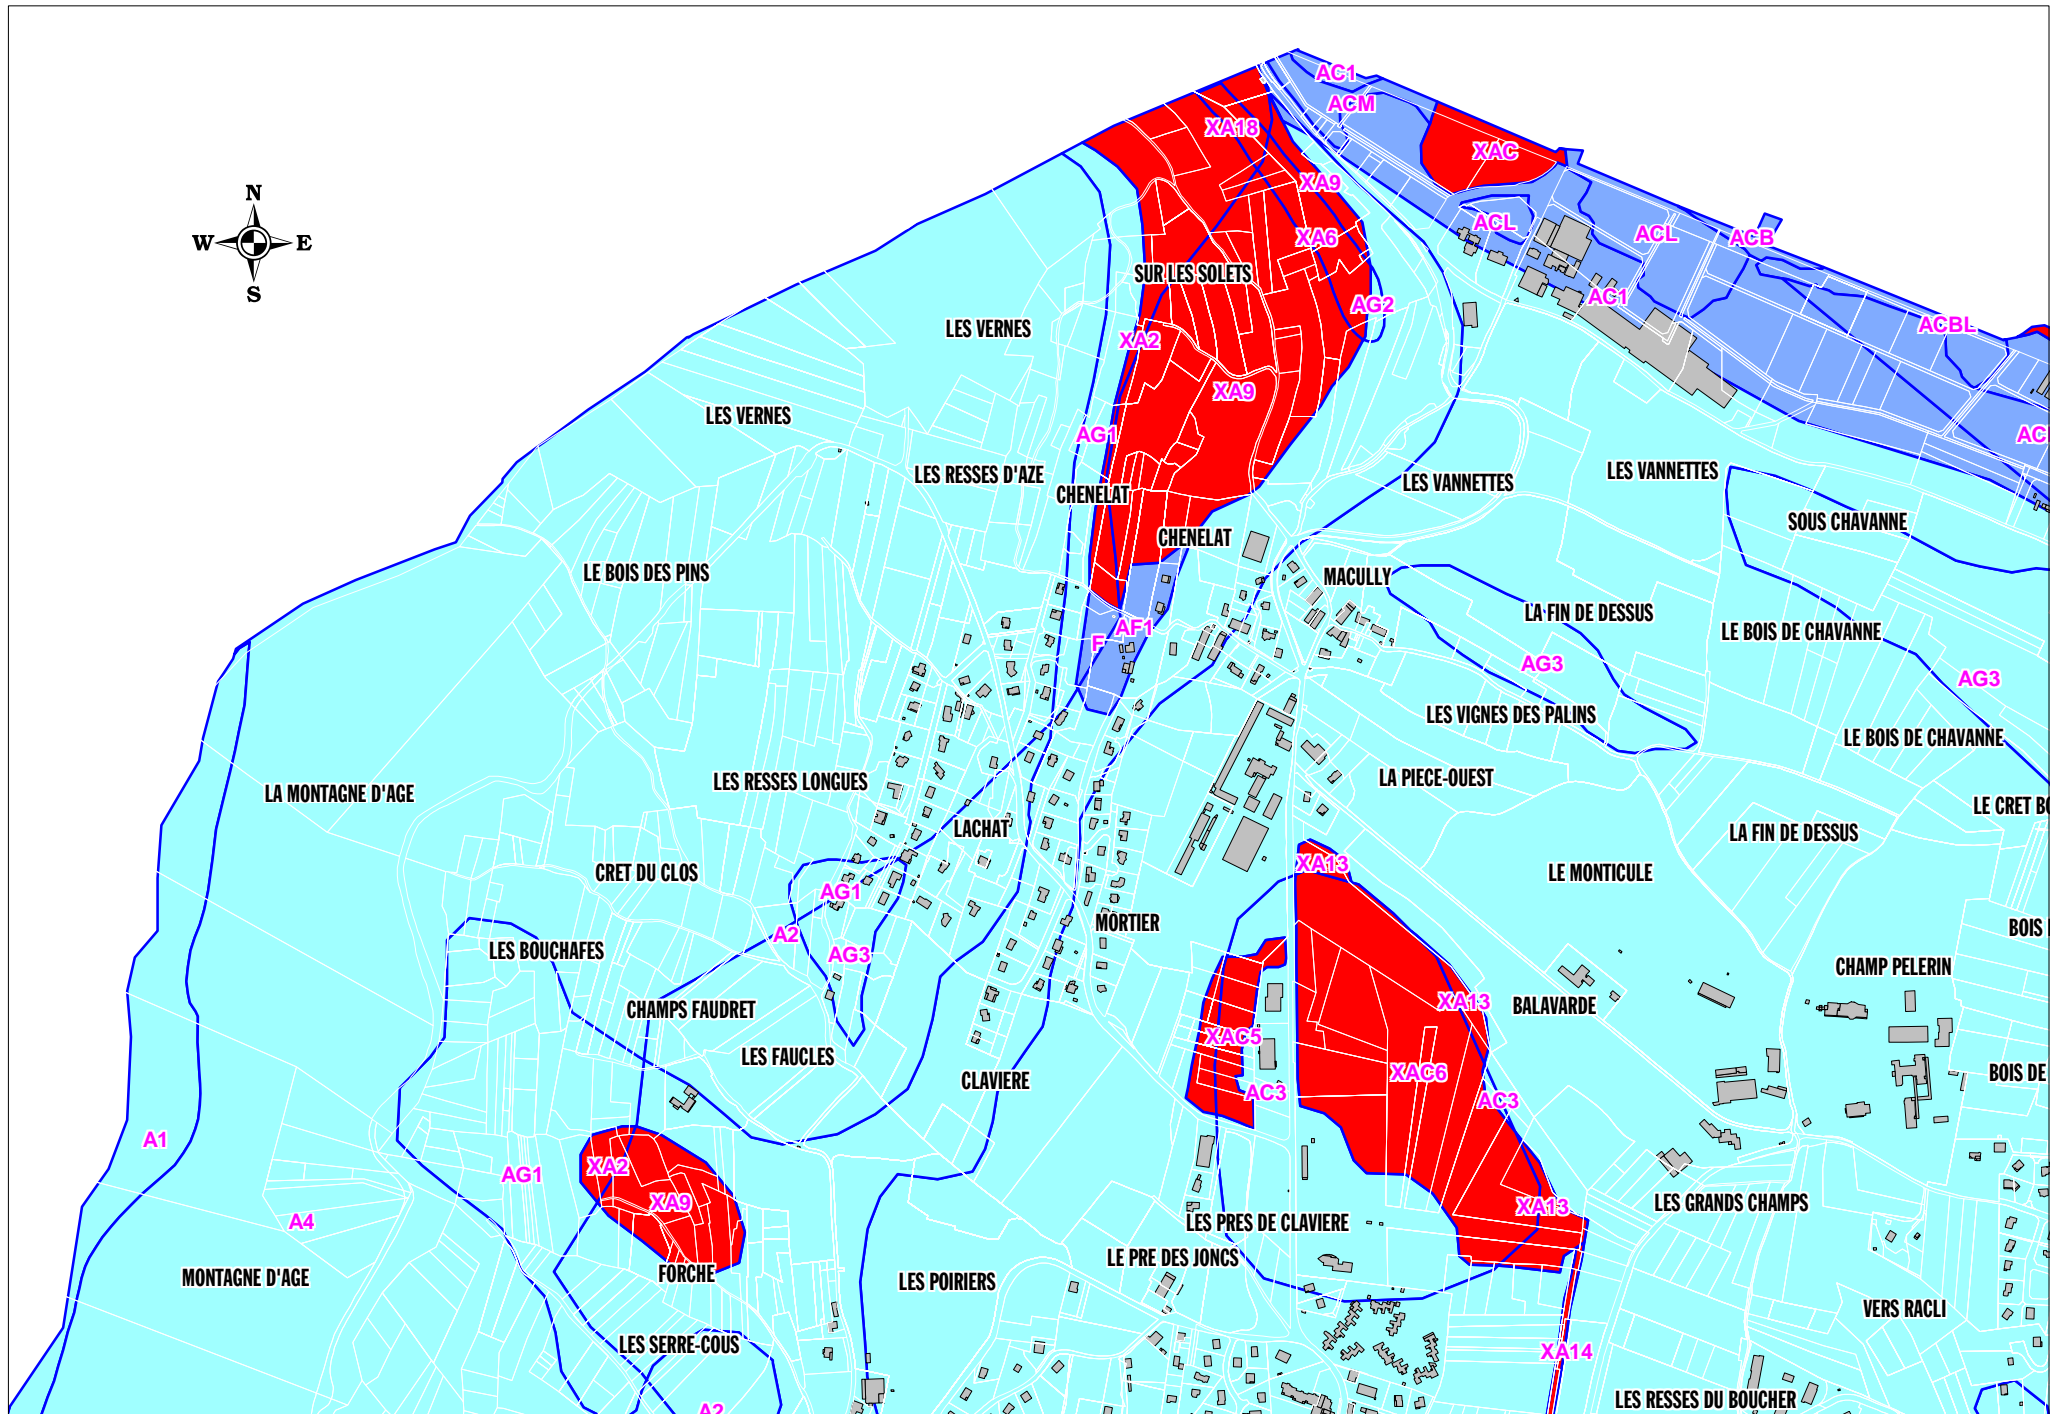 AC1
ACM
XA18
XAC
N
W E
S
XA9
ACL
ACL
ACB
XA6
SUR LES SOLETS
AG2
AC1
LES VERNES
ACBL
XA2
XA9
LES VERNES
AG1
LES RESSES D'AZE
LES VANNETTES
LES VANNETTES
CHENELAT
SOUS CHAVANNE
CHENELAT
LE BOIS DES PINS
MACULLY
LA FIN DE DESSUS
AF1
F
LE BOIS DE CHAVANNE
AG3
AG3
LES VIGNES DES PALINS
LE BOIS DE CHAVANNE
LES RESSES LONGUES
LA PIECE-OUEST
LA MONTAGNE D'AGE
LE CRET
LACHAT
LA FIN DE DESSUS
XA13
CRET DU CLOS
LE MONTICULE
AG1
MORTIER
A2
BOIS
LES BOUCHAFES
AG3
CHAMP PELERIN
CHAMPS FAUDRET
XA13
BALAVARDE
XAC5
LES FAUCLES
XAC6
BOIS DE
CLAVIERE
AC3
AC3
A1
XA2
AG1
XA9
LES GRANDS CHAMPS
XA13
A4
LES PRES DE CLAVIERE
LE PRE DES JONCS
FORCHE
MONTAGNE D'AGE
LES POIRIERS
VERS RACLI
LES SERRE-COUS
XA14
LES RESSES DU BOUCHER
A2